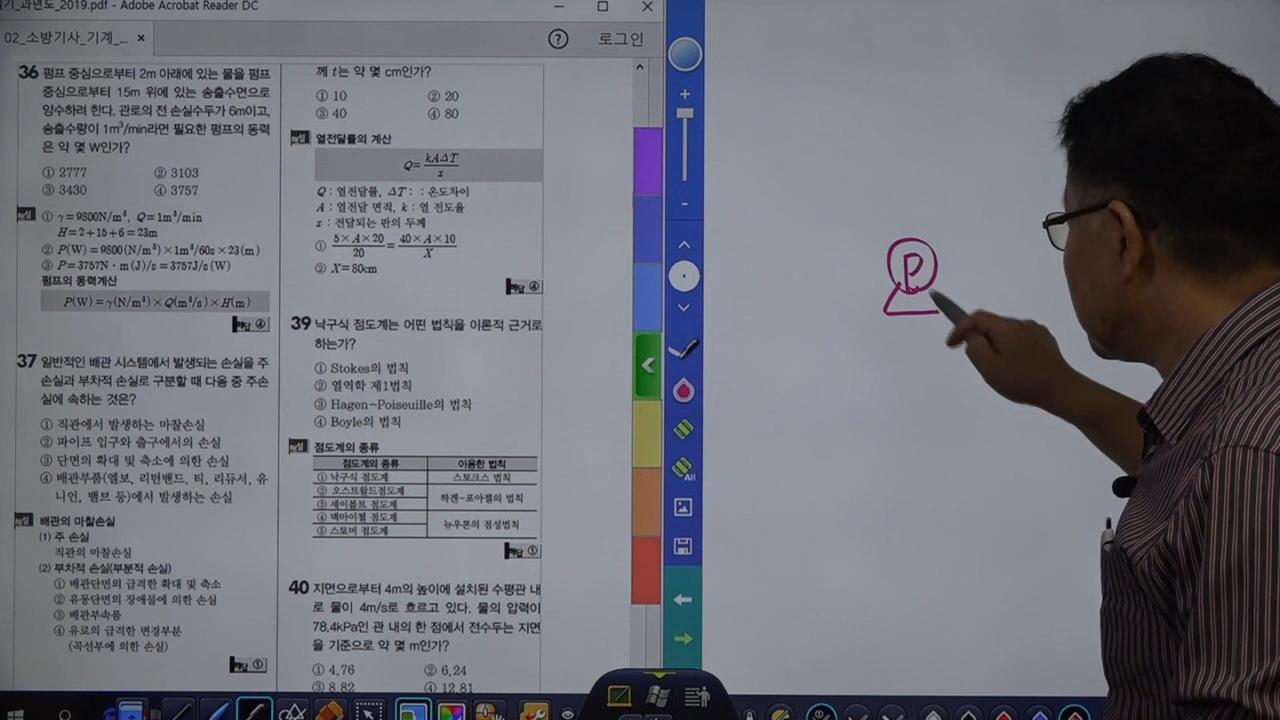 기_과년도_2019.pdf - Adobe Acrobat Reader DC
02_소방기사_기계_...
로그인
36 펌프 중심으로부터 2m 아래에 있는 물을 펌프
중심으로부터 15m 위에 있는 송출수면으로
양수하려 한다. 관로의 전 손실수두가 6m이고,
송출수량이 1m³/min라면 필요한 펌프의 동력
은 약 몇 W인가?
① 2777 ② 3103
③ 3430 ④ 3757
해설 ① γ=9800N/m³, Q=1m³/min
H=2+15+6=23m
② P(W)=9800(N/m³)×1m³/60s×23(m)
③ P=3757N·m(J)/s=3757J/s(W)
펌프의 동력계산
P(W)=γ(N/m³)×Q(m³/s)×H(m)
해답 ④
37 일반적인 배관 시스템에서 발생되는 손실을 주
손실과 부차적 손실로 구분할 때 다음 중 주손
실에 속하는 것은?
① 직관에서 발생하는 마찰손실
② 파이프 입구와 출구에서의 손실
③ 단면의 확대 및 축소에 의한 손실
④ 배관부품(엘보, 리턴밴드, 티, 리듀서, 유
니언, 밸브 등)에서 발생하는 손실
해설 배관의 마찰손실
(1) 주 손실
직관의 마찰손실
(2) 부차적 손실(부분적 손실)
① 배관단면의 급격한 확대 및 축소
② 유동단면의 장애물에 의한 손실
③ 배관부속품
④ 유로의 급격한 변경부분
(곡선부에 의한 손실)
해답 ①
께 t는 약 몇 cm인가?
① 10 ② 20
③ 40 ④ 80
해설 열전달률의 계산
Q=kAΔT/x
Q : 열전달률, ΔT : : 온도차이
A : 열전달 면적, k : 열 전도율
x : 전달되는 판의 두께
① 5×A×20/20=40×A×10/X
② X=80cm
해답 ④
39 낙구식 점도계는 어떤 법칙을 이론적 근거로
하는가?
① Stokes의 법칙
② 열역학 제1법칙
③ Hagen-Poiseuille의 법칙
④ Boyle의 법칙
해설 점도계의 종류
점도계의 종류 이용한 법칙
① 낙구식 점도계 스토크스 법칙
② 오스트왈드점도계
③ 세이볼트 점도계 하겐-포아젤의 법칙
④ 맥마이켈 점도계
⑤ 스토머 점도계 뉴우톤의 점성법칙
해답 ①
40 지면으로부터 4m의 높이에 설치된 수평관 내
로 물이 4m/s로 흐르고 있다. 물의 압력이
78.4kPa인 관 내의 한 점에서 전수두는 지면
을 기준으로 약 몇 m인가?
① 4.76 ② 6.24
③ 8.82 ④ 12.81
All
P